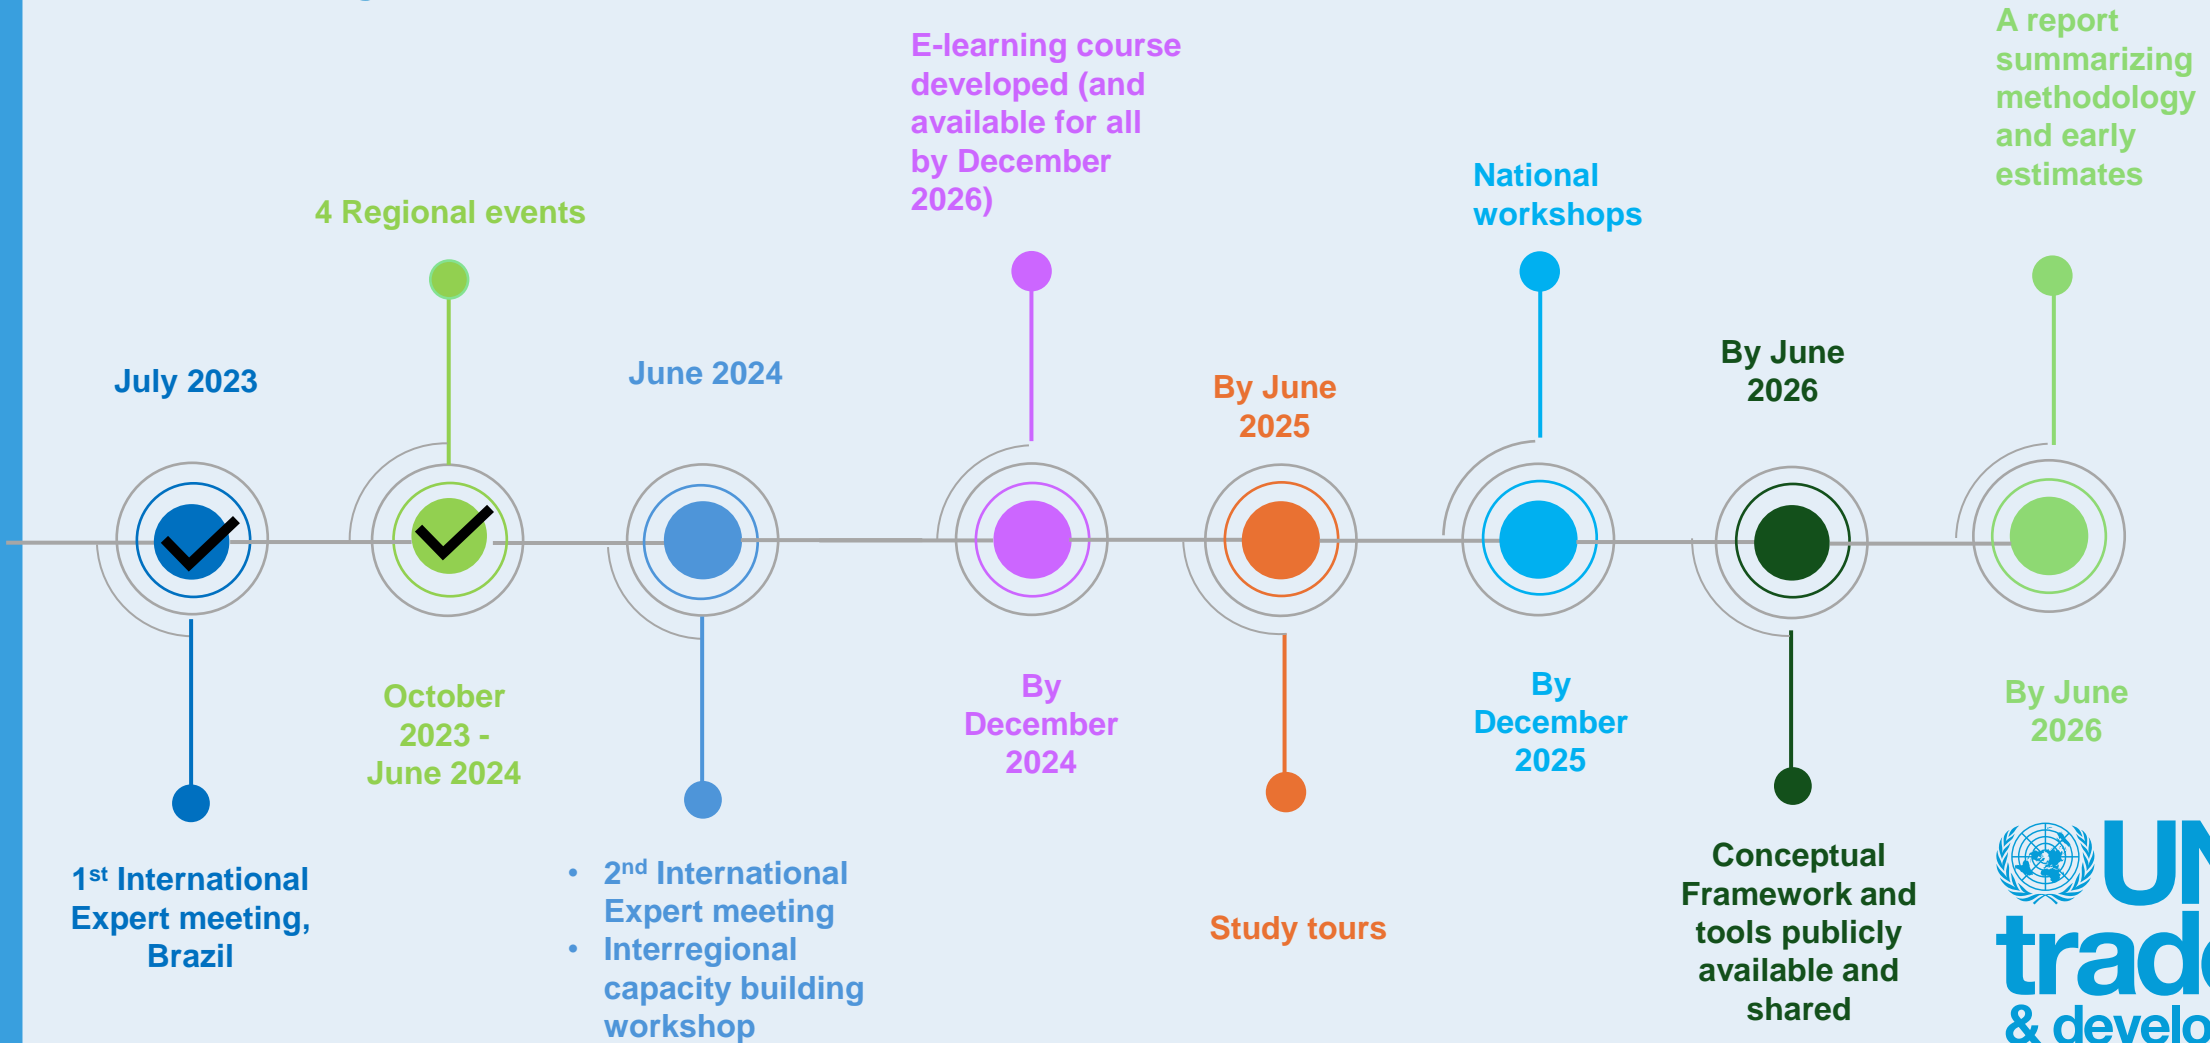 July 2023
1st International
Expert meeting,
Brazil
4 Regional events
October
2023 -
June 2024
June 2024
• 2nd International
Expert meeting
• Interregional
capacity building
workshop
E-learning course
developed (and
available for all
by December
2026)
By
December
2024
By June
2025
Study tours
National
workshops
By
December
2025
By June
2026
Conceptual
Framework and
tools publicly
available and
shared
A report
summarizing
methodology
and early
estimates
By June
2026
UN
trade
& develo